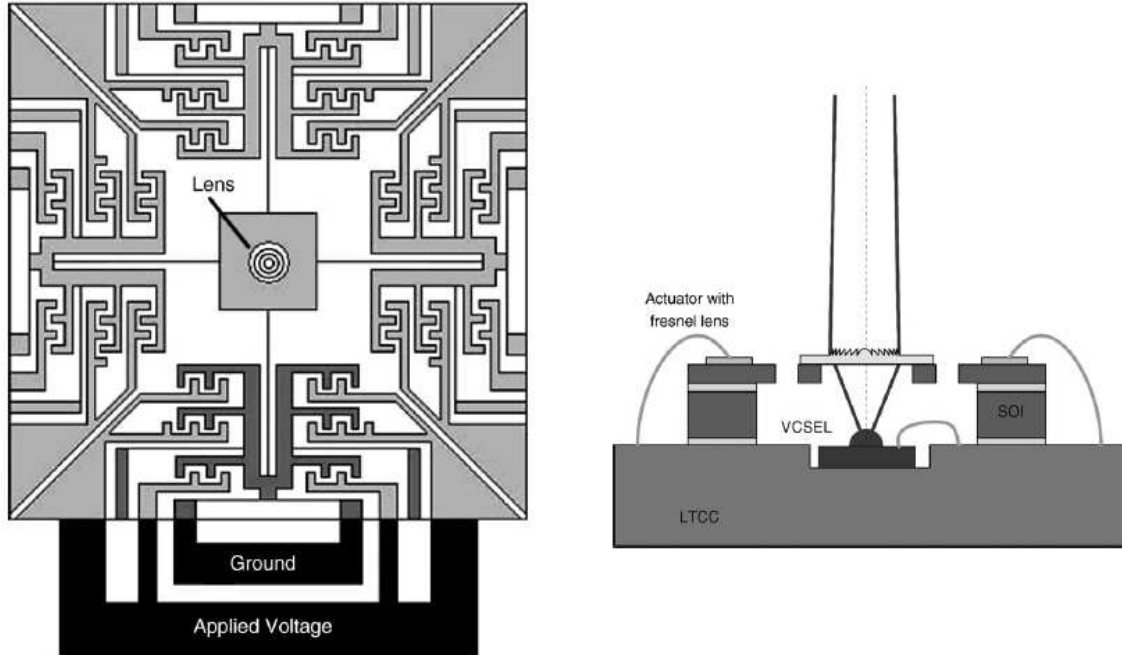 Lens
Ground
Applied Voltage
Actuator with
fresnel lens
VCSEL
SOI
LTCC